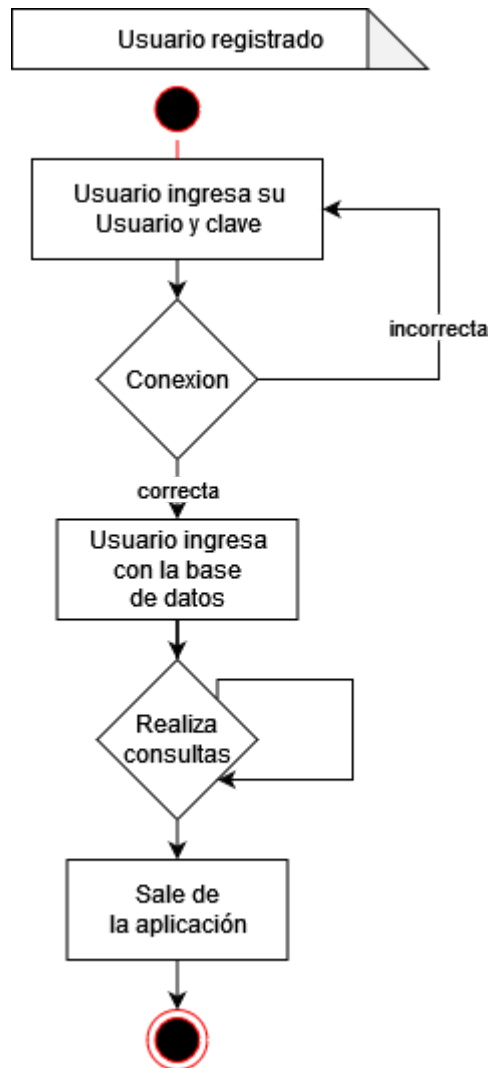 Usuario registrado
Usuario ingresa su
Usuario y clave
incorrecta
Conexion
correcta
Usuario ingresa
con la base
de datos
Realiza
consultas
Sale de
la aplicación